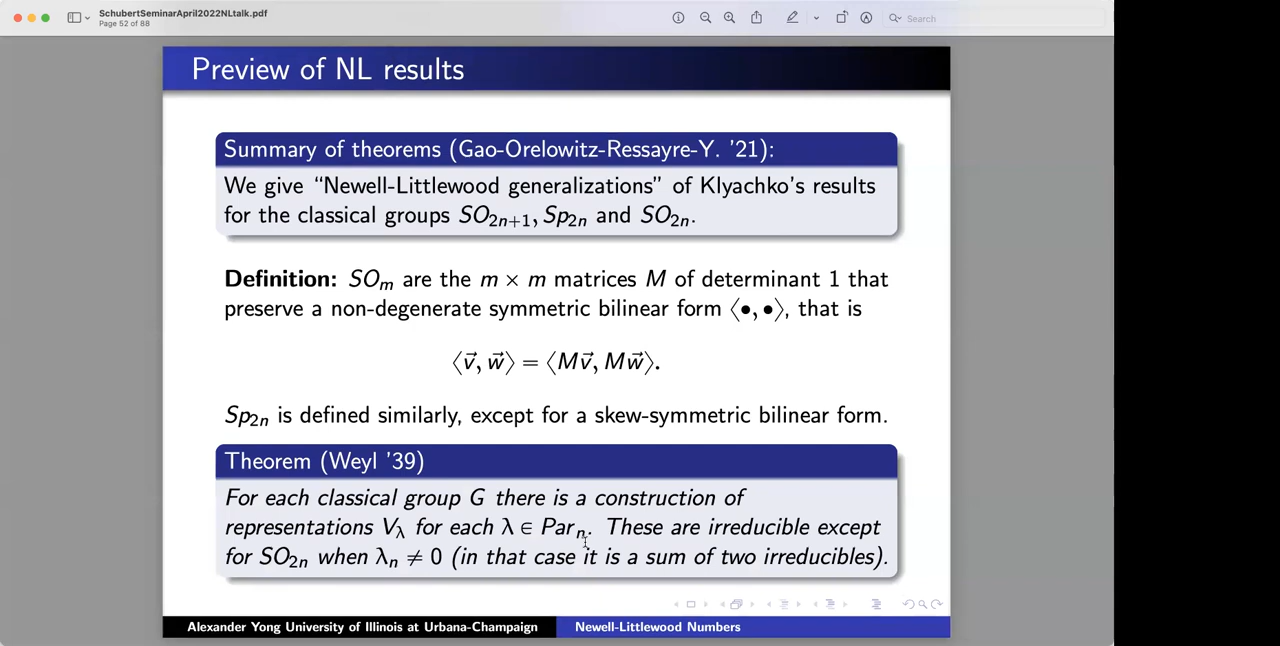 SchubertSeminarApril2022NLtalk.pdf
Page 52 of 88
Search
Preview of NL results
Summary of theorems (Gao-Orelowitz-Ressayre-Y. '21):
We give “Newell-Littlewood generalizations” of Klyachko's results
for the classical groups SO₂ₙ₊₁, Sp₂ₙ and SO₂ₙ.
Definition: SOₘ are the m × m matrices M of determinant 1 that
preserve a non-degenerate symmetric bilinear form ⟨•, •⟩, that is
⟨v⃗, w⃗⟩ = ⟨Mv⃗, Mw⃗⟩.
Sp₂ₙ is defined similarly, except for a skew-symmetric bilinear form.
Theorem (Weyl '39)
For each classical group G there is a construction of
representations V_λ for each λ ∈ Parₙ. These are irreducible except
for SO₂ₙ when λₙ ≠ 0 (in that case it is a sum of two irreducibles).
Alexander Yong University of Illinois at Urbana-Champaign
Newell-Littlewood Numbers